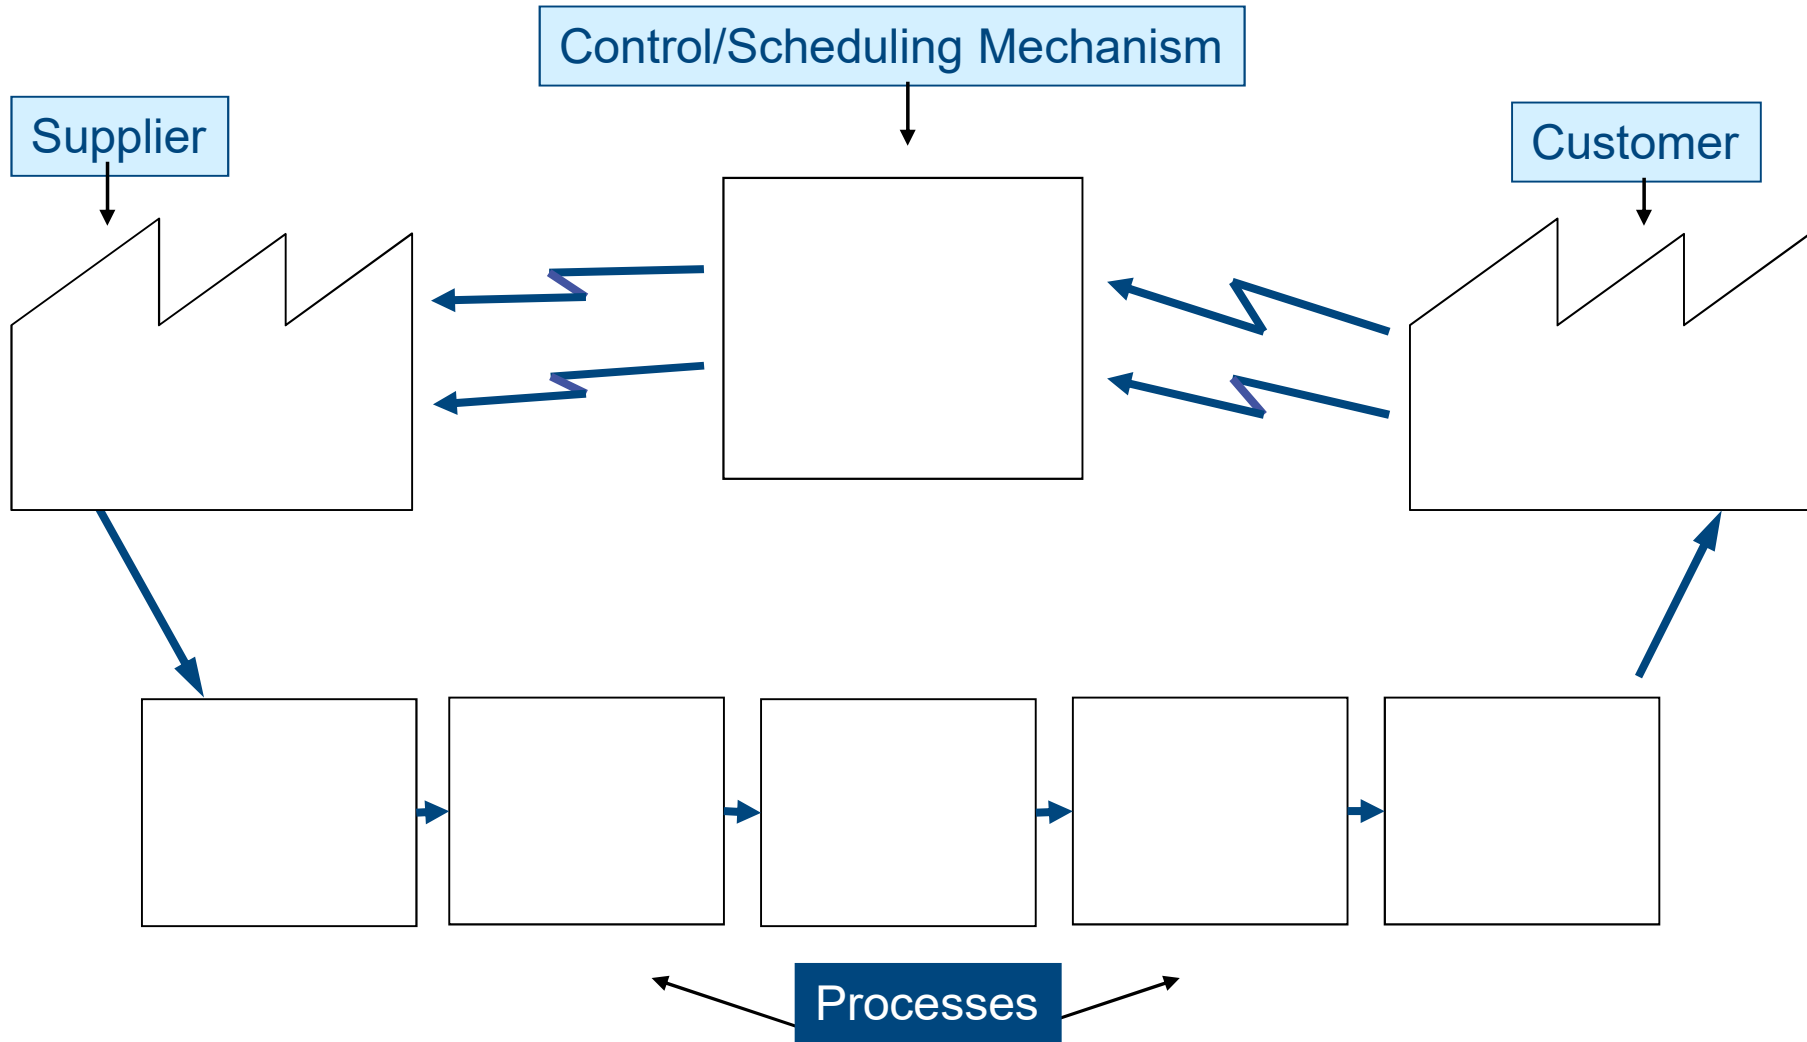 Control/Scheduling Mechanism
Supplier
Customer
Processes